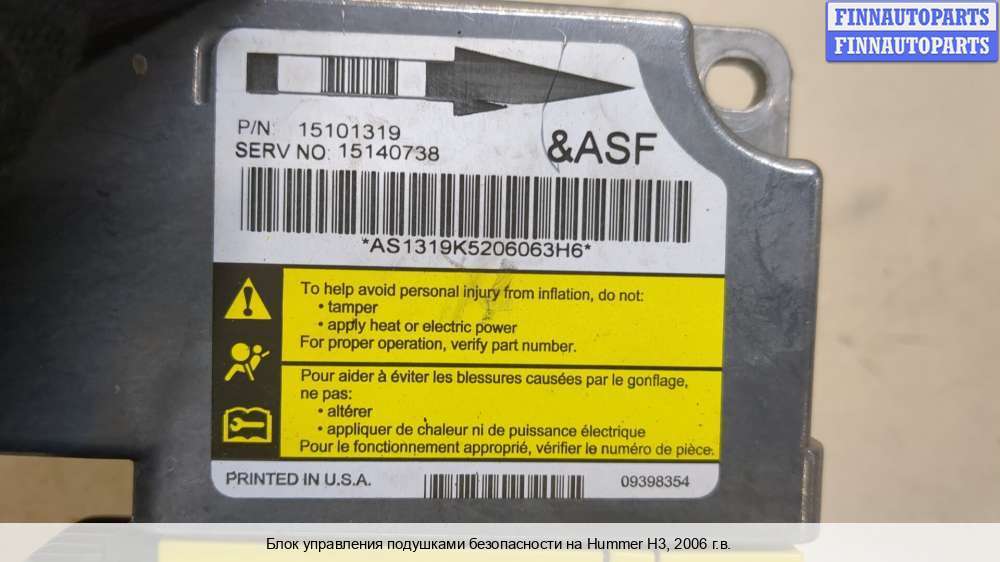 FINNAUTOPARTS
FINNAUTOPARTS
P/N: 15101319
SERV NO: 15140738
&ASF
*AS1319K5206063H6*
To help avoid personal injury from inflation, do not:
• tamper
• apply heat or electric power
For proper operation, verify part number.
Pour aider à éviter les blessures causées par le gonflage,
ne pas:
• altérer
• appliquer de chaleur ni de puissance électrique
Pour le fonctionnement approprié, vérifier le numéro de pièce.
PRINTED IN U.S.A.
09398354
Блок управления подушками безопасности на Hummer H3, 2006 г.в.